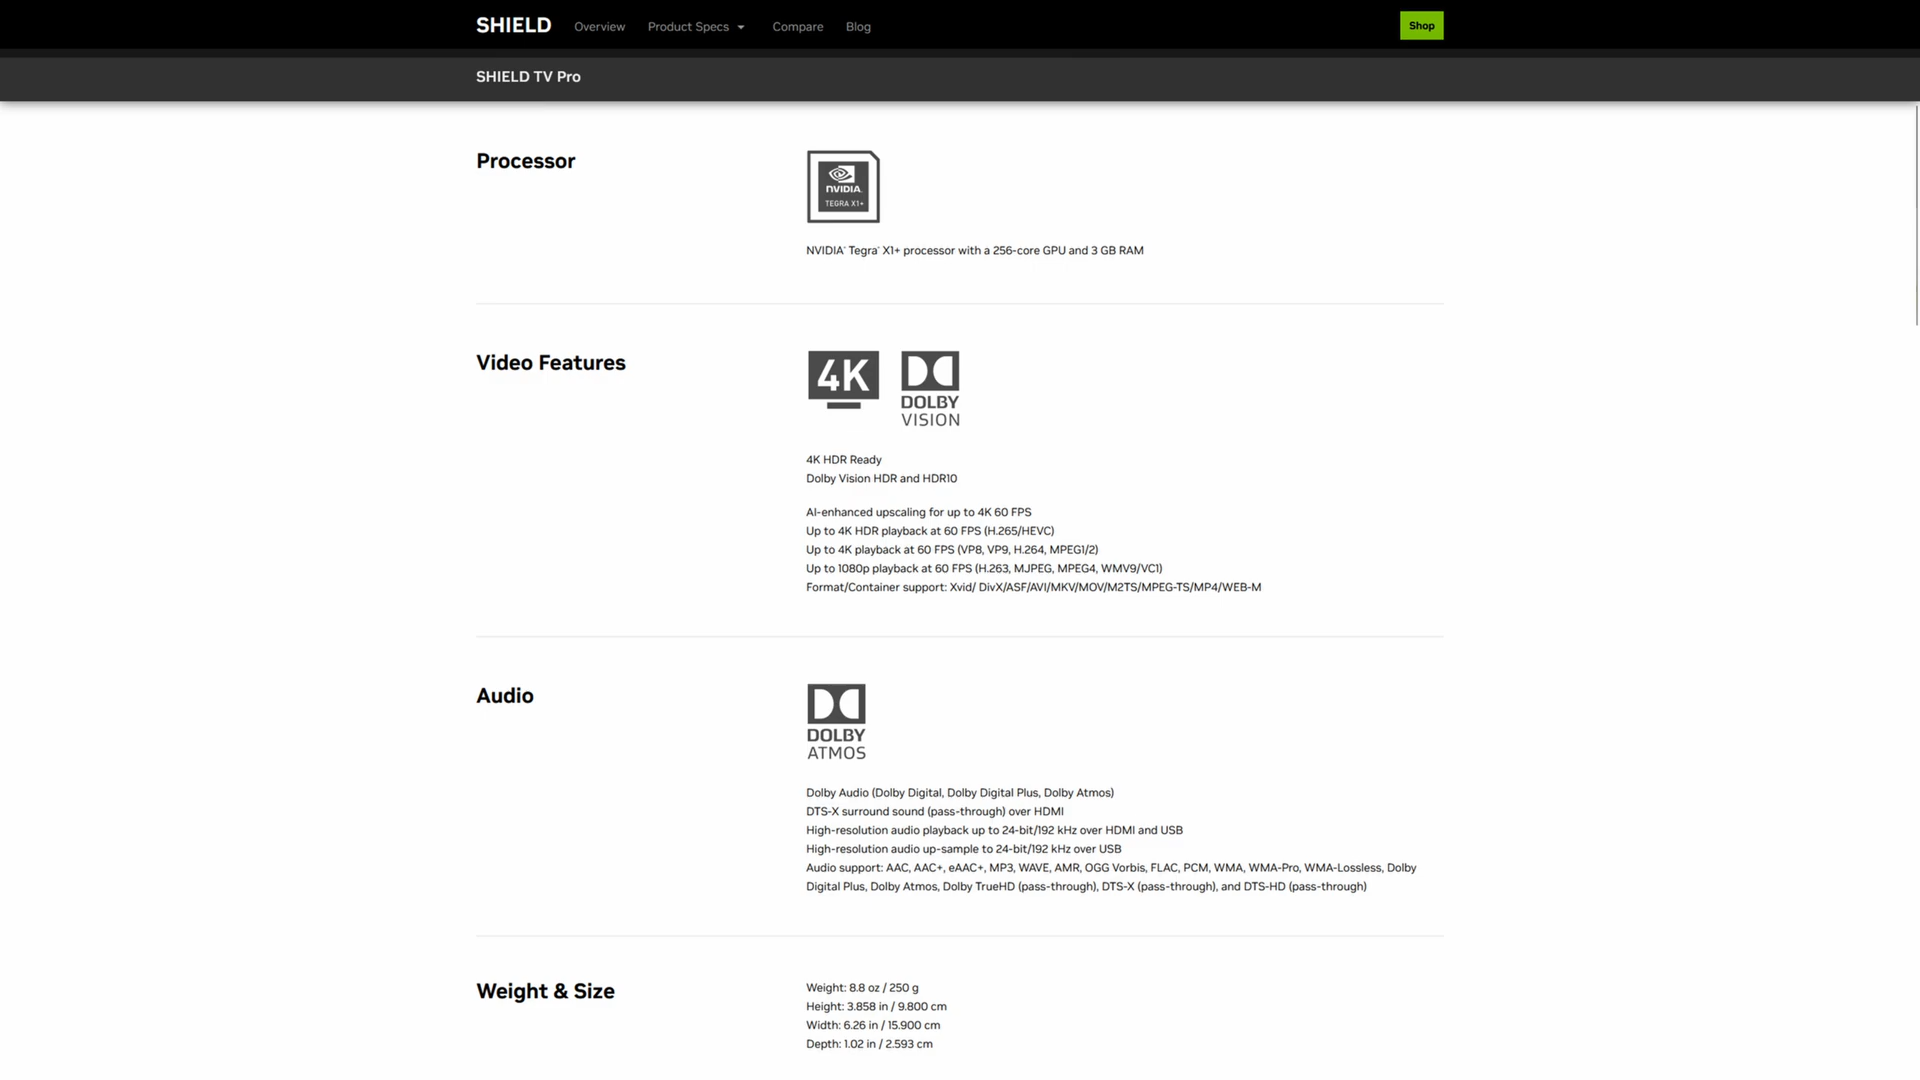 SHIELD Overview Product Specs Compare Blog Shop
SHIELD TV Pro
Processor
NVIDIA
TEGRA X1+
NVIDIA® Tegra® X1+ processor with a 256-core GPU and 3 GB RAM
Video Features
4K DOLBY VISION
4K HDR Ready
Dolby Vision HDR and HDR10
AI-enhanced upscaling for up to 4K 60 FPS
Up to 4K HDR playback at 60 FPS (H.265/HEVC)
Up to 4K playback at 60 FPS (VP8, VP9, H.264, MPEG1/2)
Up to 1080p playback at 60 FPS (H.263, MJPEG, MPEG4, WMV9/VC1)
Format/Container support: Xvid/ DivX/ASF/AVI/MKV/MOV/M2TS/MPEG-TS/MP4/WEB-M
Audio
DOLBY
ATMOS
Dolby Audio (Dolby Digital, Dolby Digital Plus, Dolby Atmos)
DTS-X surround sound (pass-through) over HDMI
High-resolution audio playback up to 24-bit/192 kHz over HDMI and USB
High-resolution audio up-sample to 24-bit/192 kHz over USB
Audio support: AAC, AAC+, eAAC+, MP3, WAVE, AMR, OGG Vorbis, FLAC, PCM, WMA, WMA-Pro, WMA-Lossless, Dolby
Digital Plus, Dolby Atmos, Dolby TrueHD (pass-through), DTS-X (pass-through), and DTS-HD (pass-through)
Weight & Size
Weight: 8.8 oz / 250 g
Height: 3.858 in / 9.800 cm
Width: 6.26 in / 15.900 cm
Depth: 1.02 in / 2.593 cm